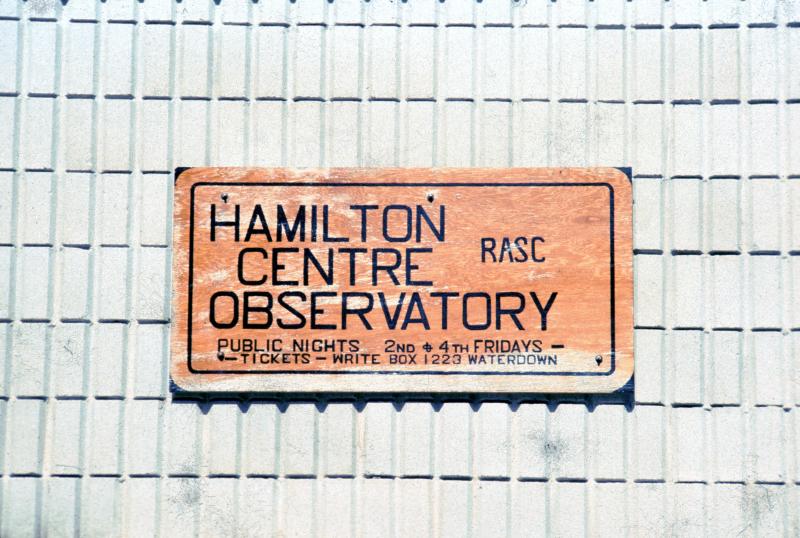 HAMILTON
CENTRE RASC
OBSERVATORY
PUBLIC NIGHTS 2ND & 4TH FRIDAYS –
– TICKETS – WRITE BOX 1223 WATERDOWN